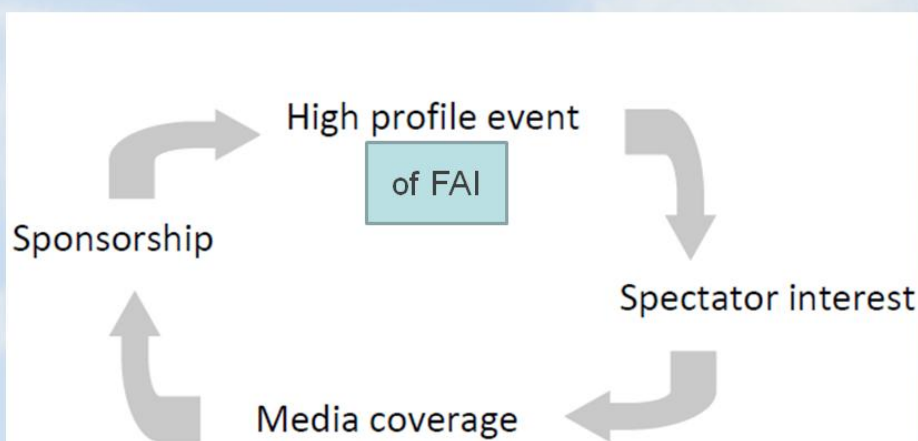 High profile event
of FAI
Sponsorship
Spectator interest
Media coverage